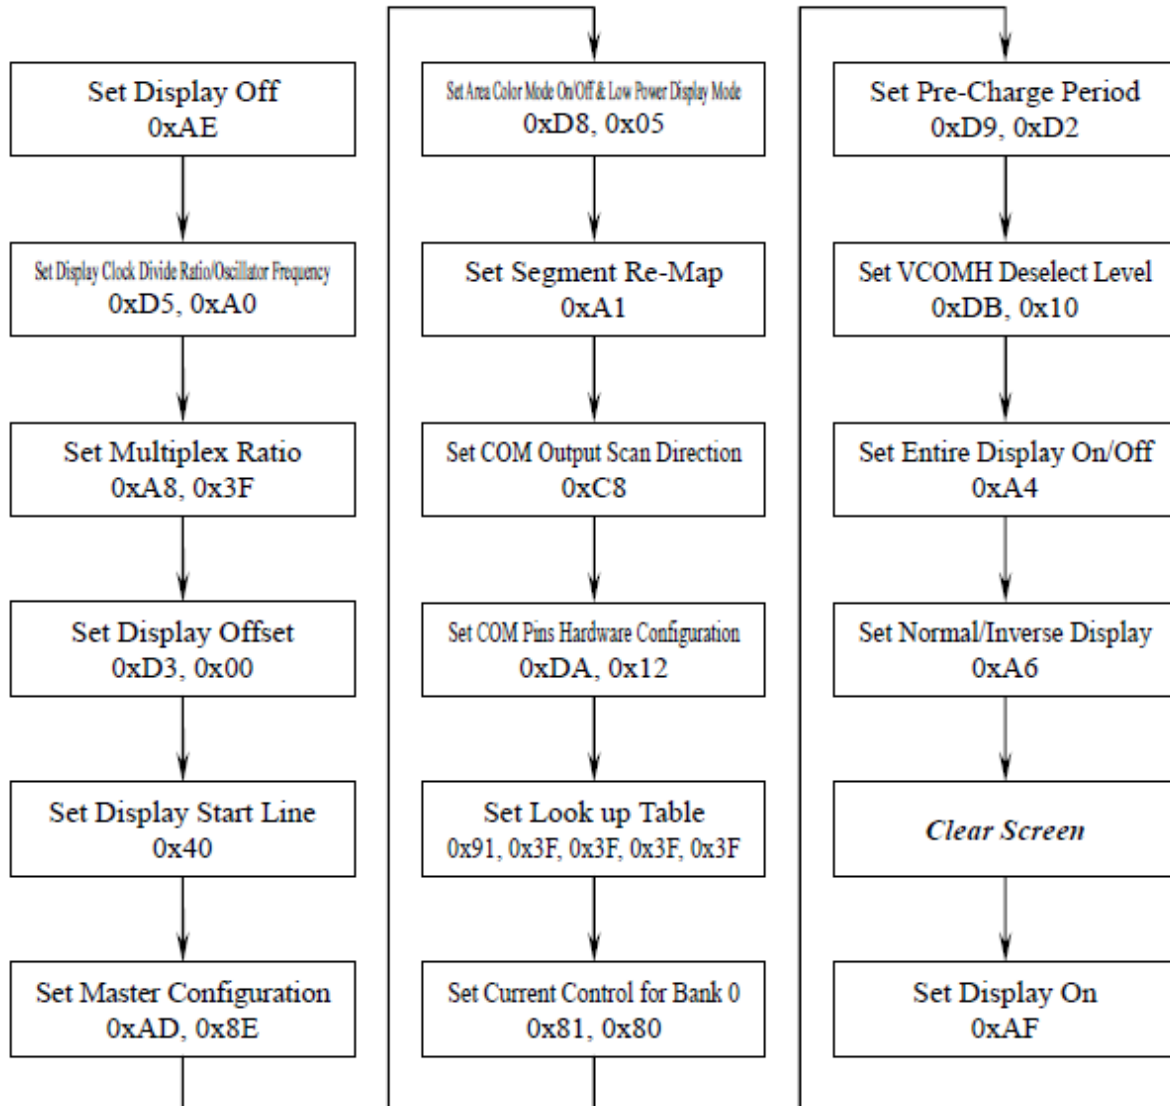 Set Display Off
0xAE
Set Display Clock Divide Ratio/Oscillator Frequency
0xD5, 0xA0
Set Multiplex Ratio
0xA8, 0x3F
Set Display Offset
0xD3, 0x00
Set Display Start Line
0x40
Set Master Configuration
0xAD, 0x8E
Set Area Color Mode On/Off & Low Power Display Mode
0xD8, 0x05
Set Segment Re-Map
0xA1
Set COM Output Scan Direction
0xC8
Set COM Pins Hardware Configuration
0xDA, 0x12
Set Look up Table
0x91, 0x3F, 0x3F, 0x3F, 0x3F
Set Current Control for Bank 0
0x81, 0x80
Set Pre-Charge Period
0xD9, 0xD2
Set VCOMH Deselect Level
0xDB, 0x10
Set Entire Display On/Off
0xA4
Set Normal/Inverse Display
0xA6
Clear Screen
Set Display On
0xAF